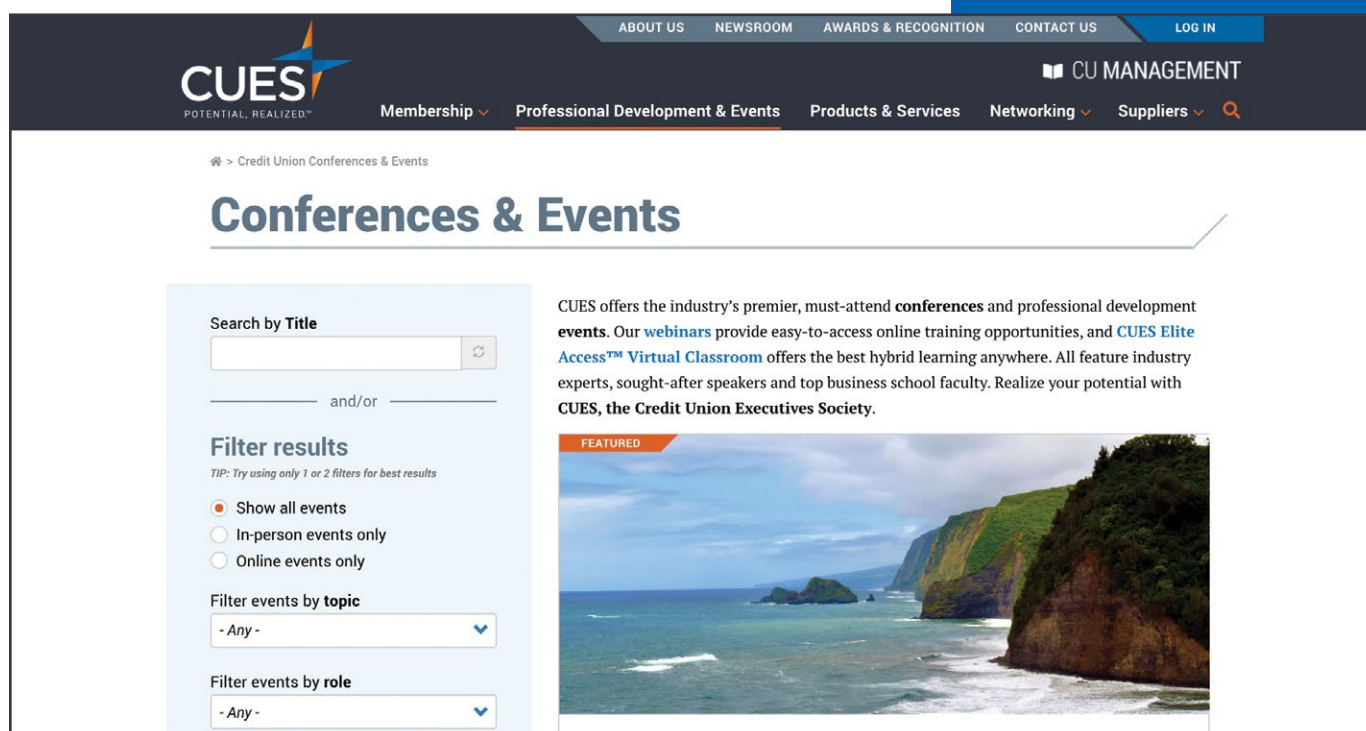 ABOUT US NEWSROOM AWARDS & RECOGNITION CONTACT US LOG IN
CU MANAGEMENT
CUES
POTENTIAL, REALIZED.™
Membership Professional Development & Events Products & Services Networking Suppliers
> Credit Union Conferences & Events
Conferences & Events
Search by Title
and/or
Filter results
TIP: Try using only 1 or 2 filters for best results
Show all events
In-person events only
Online events only
Filter events by topic
- Any -
Filter events by role
- Any -
CUES offers the industry’s premier, must-attend conferences and professional development
events. Our webinars provide easy-to-access online training opportunities, and CUES Elite
Access™ Virtual Classroom offers the best hybrid learning anywhere. All feature industry
experts, sought-after speakers and top business school faculty. Realize your potential with
CUES, the Credit Union Executives Society.
FEATURED